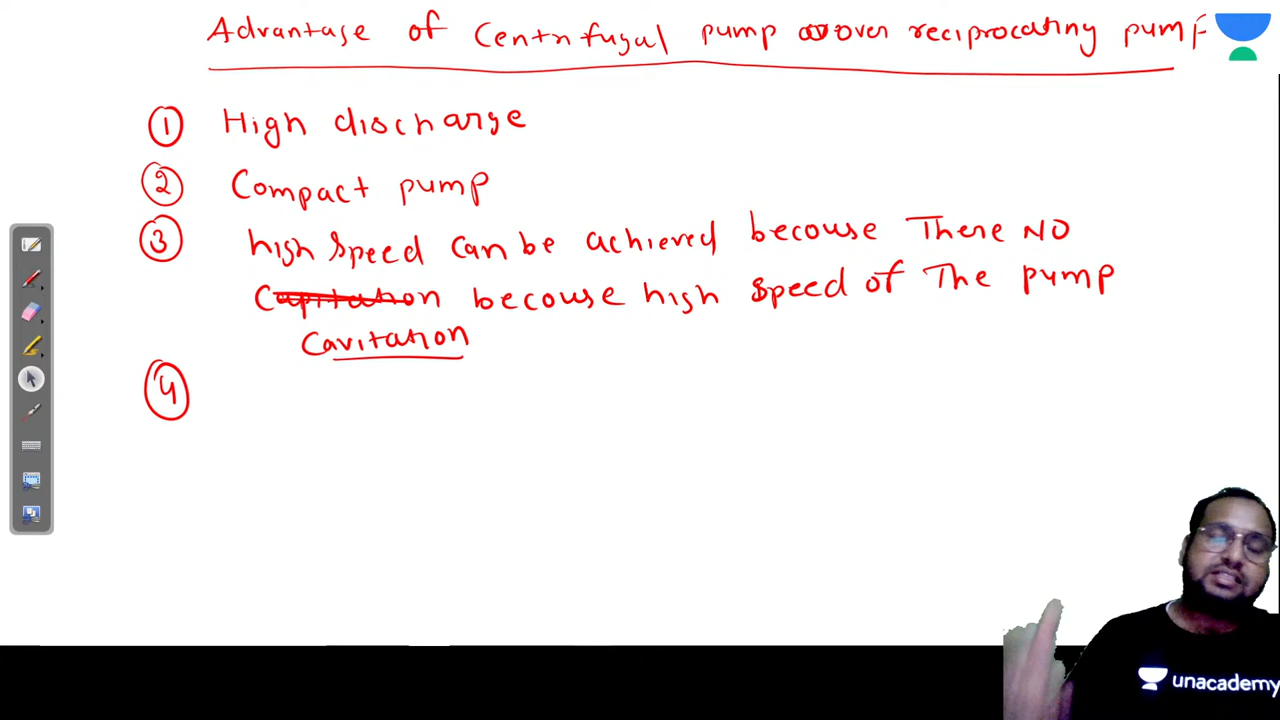 Advantage of Centrifugal pump over reciprocating pump
① High discharge
② Compact pump
③ high speed can be achieved becouse There NO
becouse high speed of The pump
Cavitation
④
unacademy